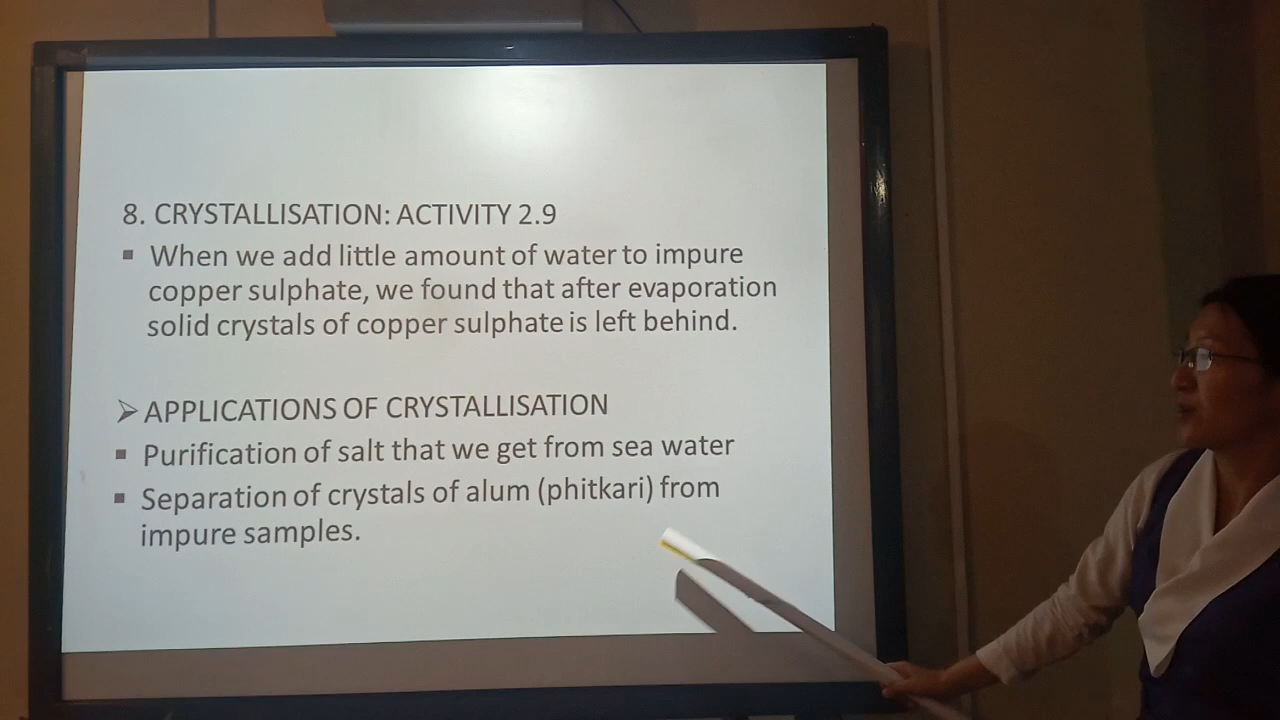 8. CRYSTALLISATION: ACTIVITY 2.9
▪ When we add little amount of water to impure
copper sulphate, we found that after evaporation
solid crystals of copper sulphate is left behind.
➢ APPLICATIONS OF CRYSTALLISATION
▪ Purification of salt that we get from sea water
▪ Separation of crystals of alum (phitkari) from
impure samples.